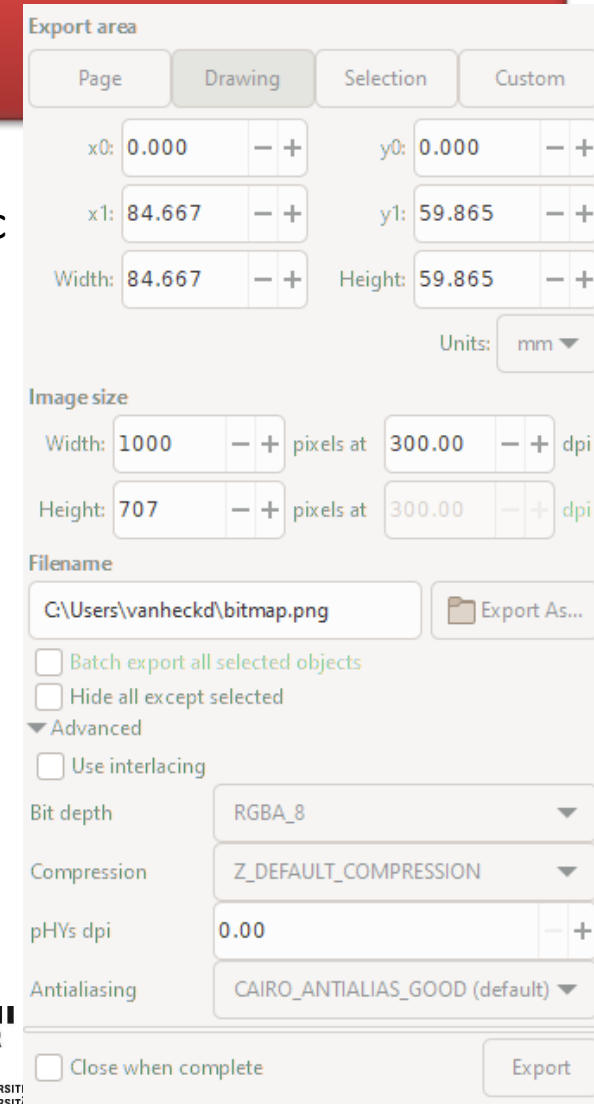 Export area
Page Drawing Selection Custom
x0: 0.000 − + y0: 0.000 − +
x1: 84.667 − + y1: 59.865 − +
Width: 84.667 − + Height: 59.865 − +
Units: mm
Image size
Width: 1000 − + pixels at 300.00 − + dpi
Height: 707 − + pixels at 300.00 − + dpi
Filename
C:\Users\vanheckd\bitmap.png Export As...
Batch export all selected objects
Hide all except selected
Advanced
Use interlacing
Bit depth RGBA_8
Compression Z_DEFAULT_COMPRESSION
pHYs dpi 0.00 − +
Antialiasing CAIRO_ANTIALIAS_GOOD (default)
Close when complete Export